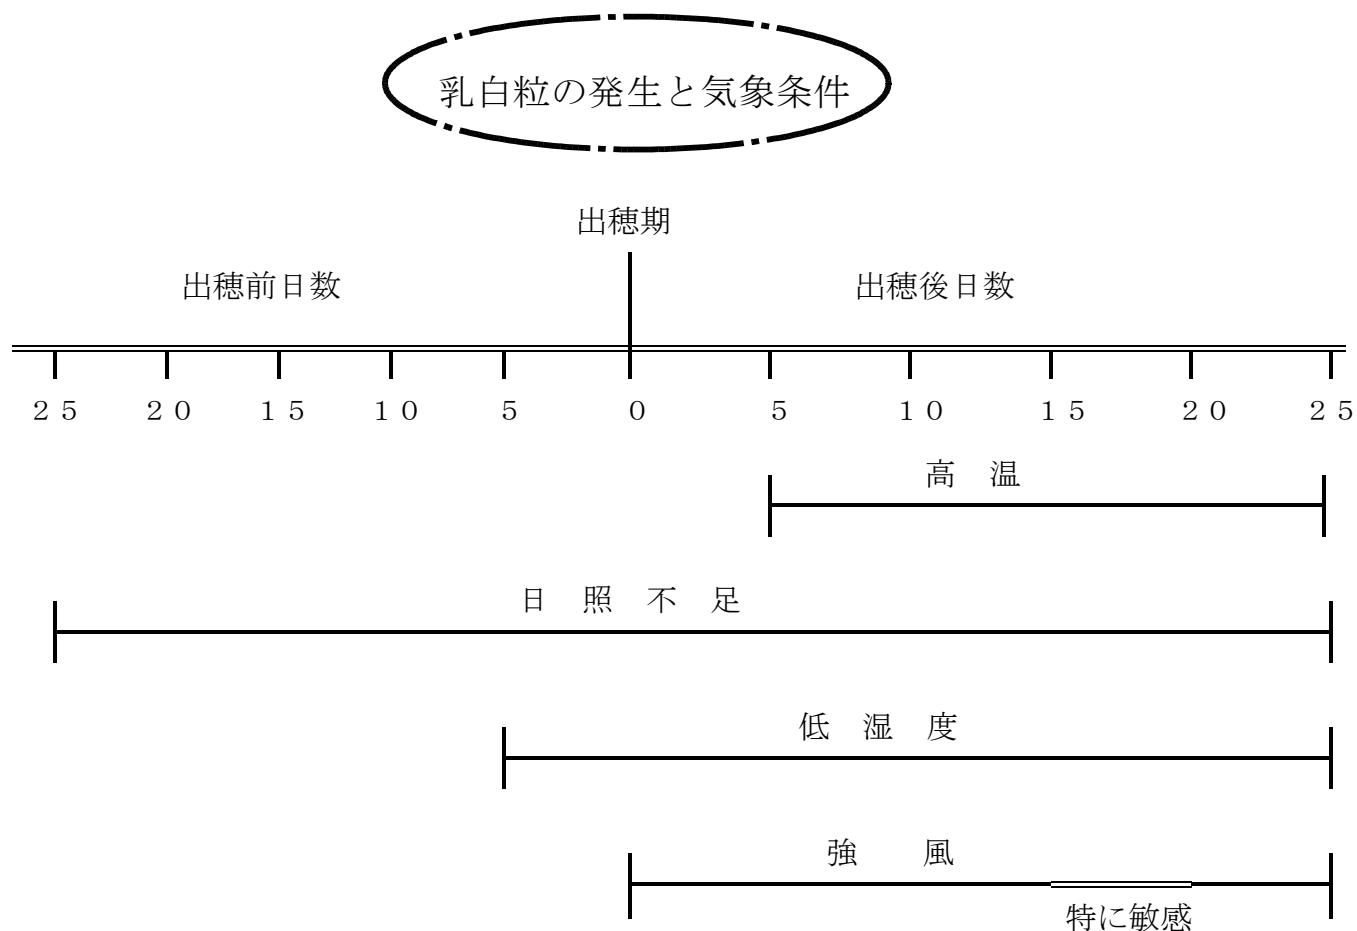 乳白粒の発生と気象条件
出穂期
出穂前日数　出穂後日数
２５　２０　１５　１０　５　０　５　１０　１５　２０　２５
高　温
日　照　不　足
低　湿　度
強　　風
特に敏感